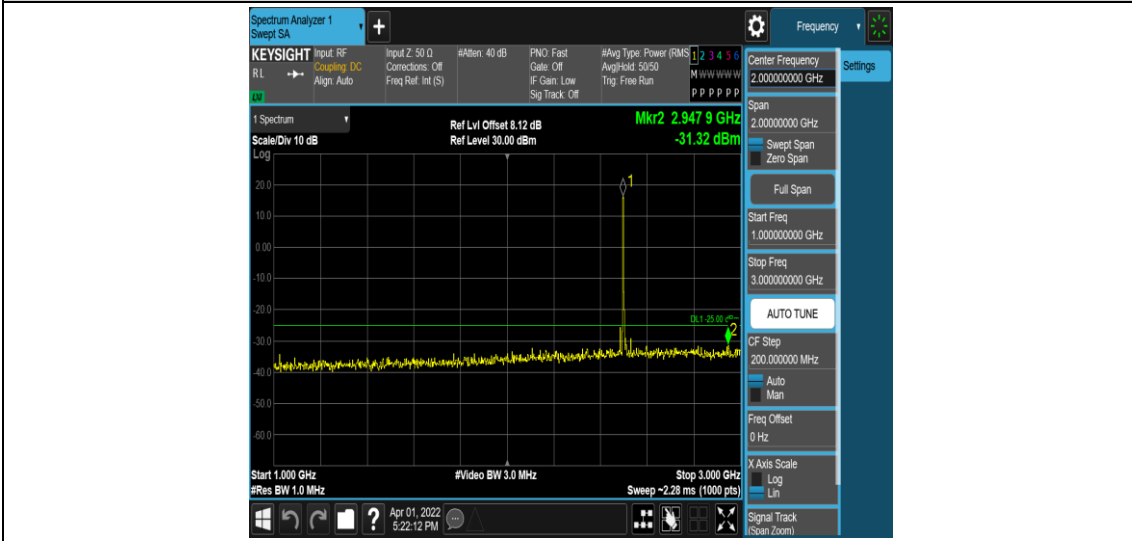 Spectrum Analyzer 1
Swept SA
+
Frequency
KEYSIGHT
RL
Input: RF
Coupling: DC
Align: Auto
Input Z: 50 Ω
Corrections: Off
Freq Ref: Int (S)
#Atten: 40 dB
PNO: Fast
Gate: Off
IF Gain: Low
Sig Track: Off
#Avg Type: Power (RMS
Avg|Hold: 50/50
Trig: Free Run
1 2 3 4 5 6
M W W W W W
P P P P P P
1 Spectrum
Scale/Div 10 dB
Log
Ref Lvl Offset 8.12 dB
Ref Level 30.00 dBm
Mkr2 2.947 9 GHz
-31.32 dBm
20.0
10.0
0.00
-10.0
-20.0
-30.0
-40.0
-50.0
-60.0
1
DL1 -25.00 dBm
2
Start 1.000 GHz
#Res BW 1.0 MHz
#Video BW 3.0 MHz
Stop 3.000 GHz
Sweep ~2.28 ms (1000 pts)
Apr 01, 2022
5:22:12 PM
?
Center Frequency
2.000000000 GHz
Settings
Span
2.00000000 GHz
Swept Span
Zero Span
Full Span
Start Freq
1.000000000 GHz
Stop Freq
3.000000000 GHz
AUTO TUNE
CF Step
200.000000 MHz
Auto
Man
Freq Offset
0 Hz
X Axis Scale
Log
Lin
Signal Track
(Span Zoom)